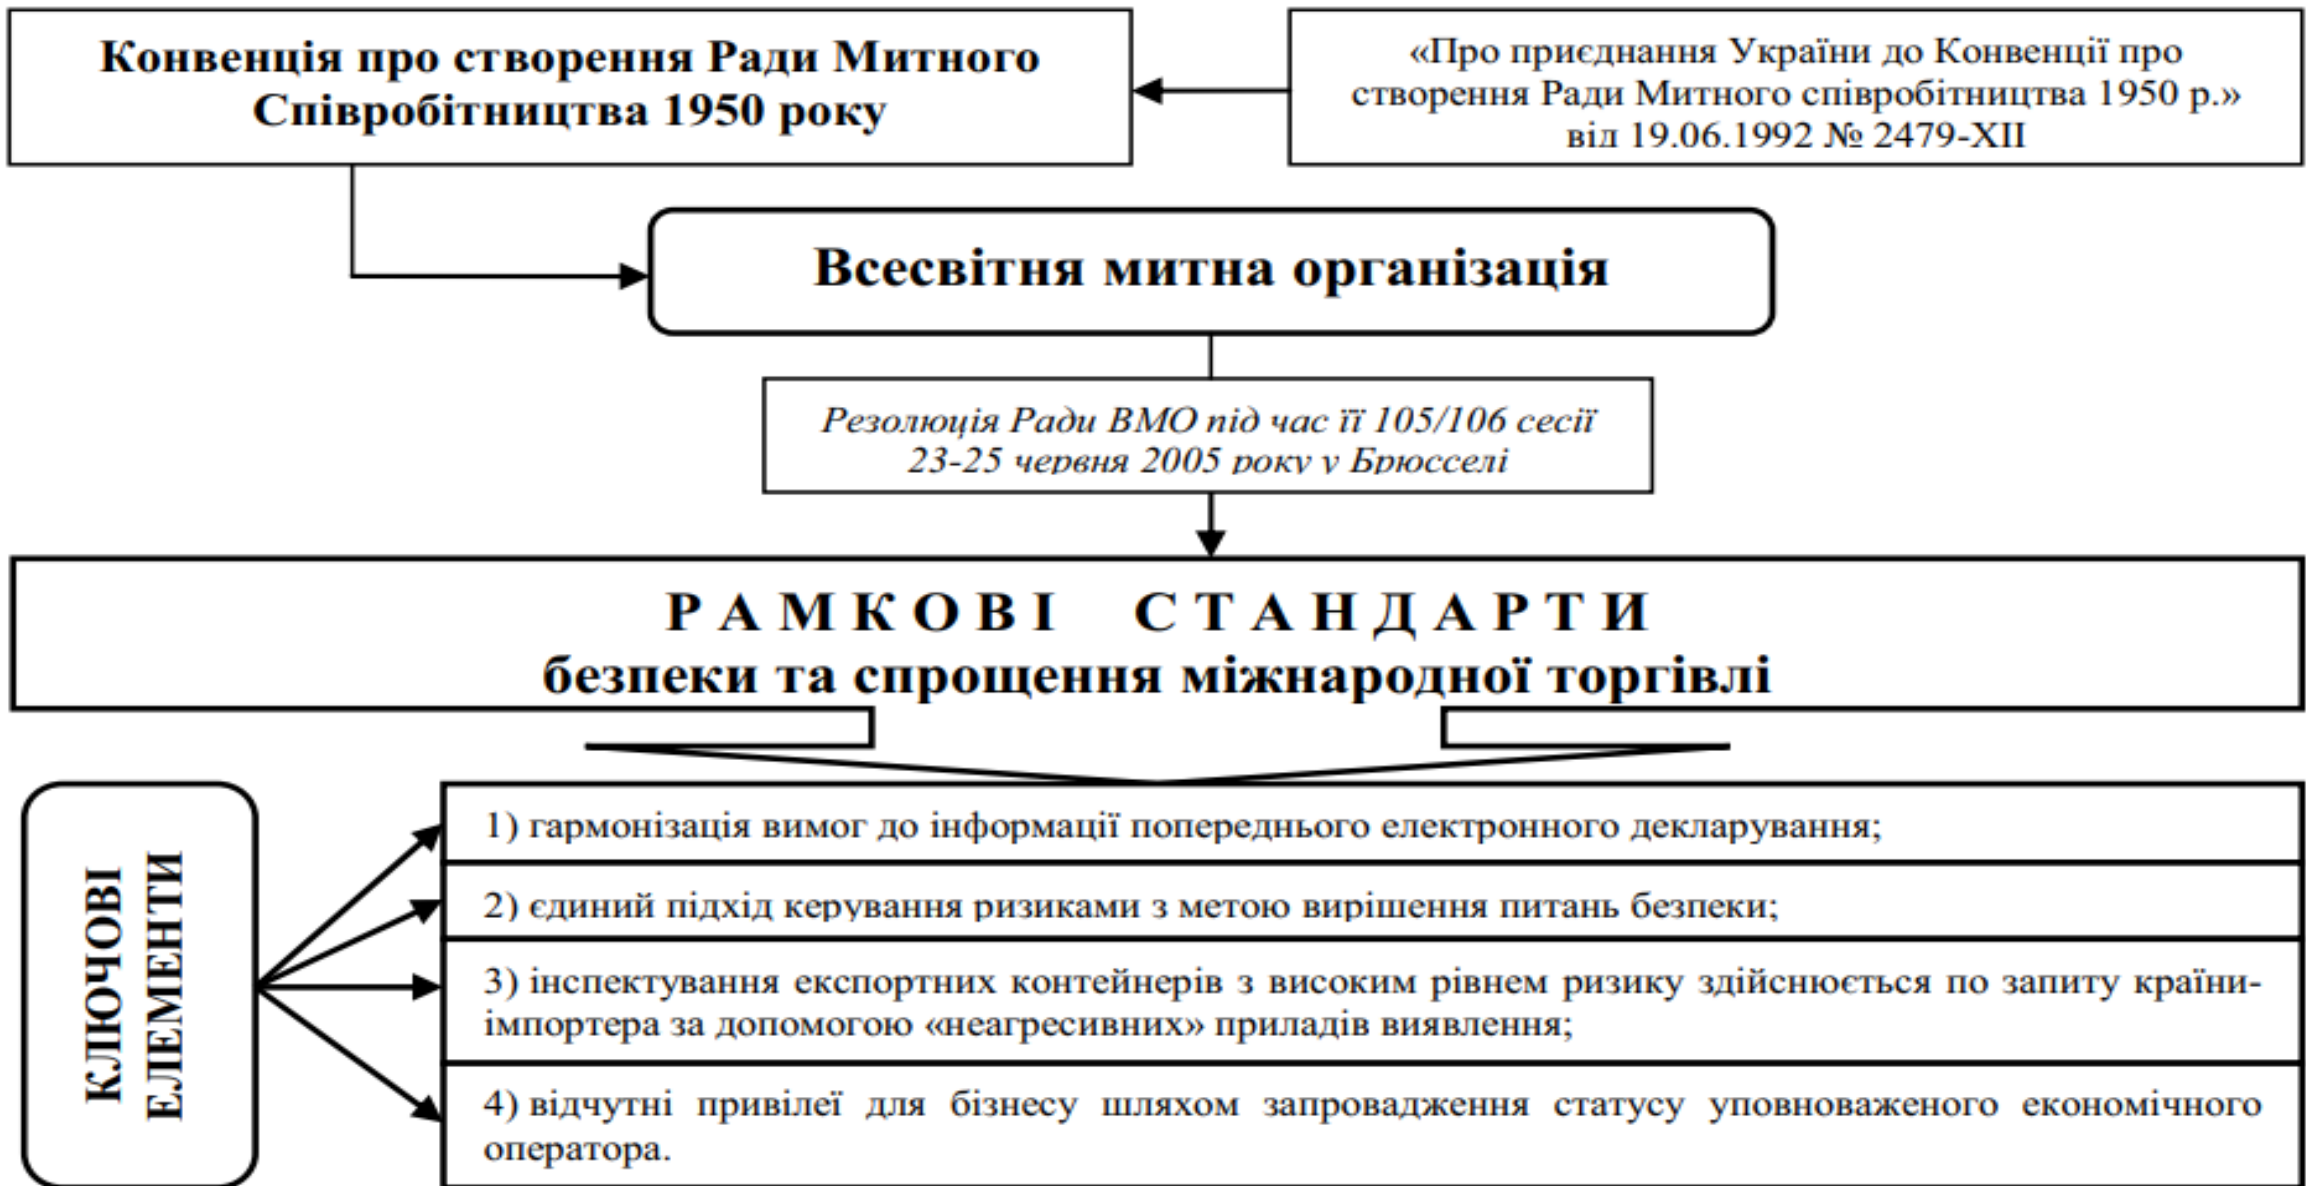 Конвенція про створення Ради Митного
Співробітництва 1950 року
«Про приєднання України до Конвенції про
створення Ради Митного співробітництва 1950 р.»
від 19.06.1992 № 2479-XII
Всесвітня митна організація
Резолюція Ради ВМО під час її 105/106 сесії
23-25 червня 2005 року у Брюсселі
Р А М К О В І С Т А Н Д А Р Т И
безпеки та спрощення міжнародної торгівлі
КЛЮЧОВІ
ЕЛЕМЕНТИ
1) гармонізація вимог до інформації попереднього електронного декларування;
2) єдиний підхід керування ризиками з метою вирішення питань безпеки;
3) інспектування експортних контейнерів з високим рівнем ризику здійснюється по запиту країни-
імпортера за допомогою «неагресивних» приладів виявлення;
4) відчутні привілеї для бізнесу шляхом запровадження статусу уповноваженого економічного
оператора.